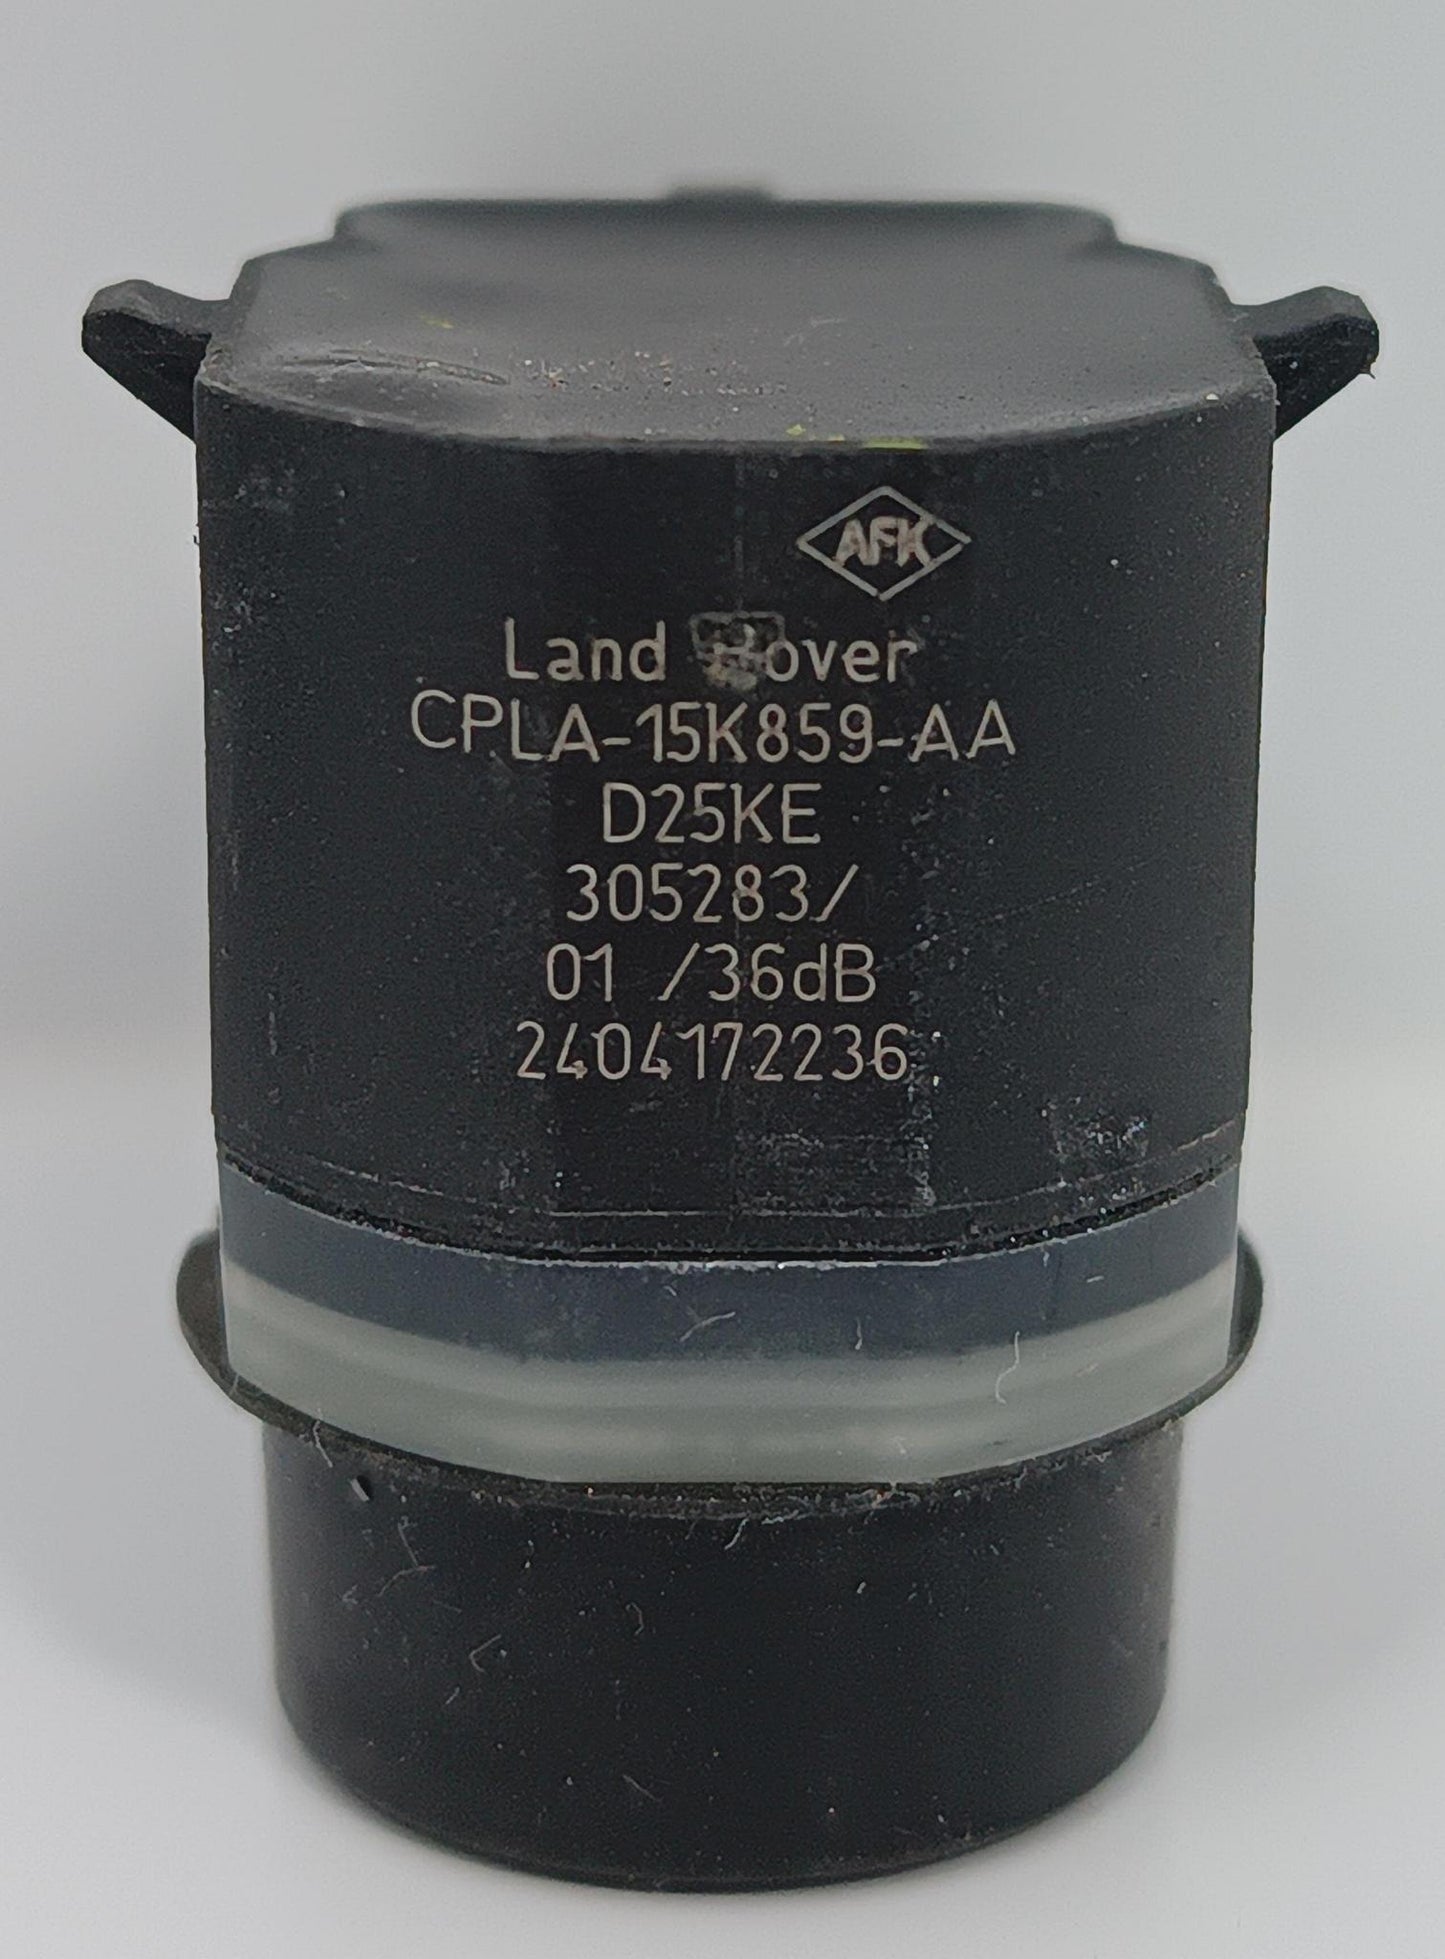 AFK
Land Rover
CPLA-15K859-AA
D25KE
305283/
01 /36dB
2404172236